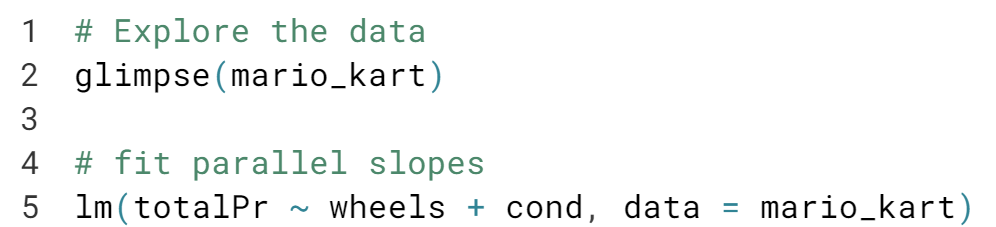 1 # Explore the data
2 glimpse(mario_kart)
3
4 # fit parallel slopes
5 lm(totalPr ~ wheels + cond, data = mario_kart)